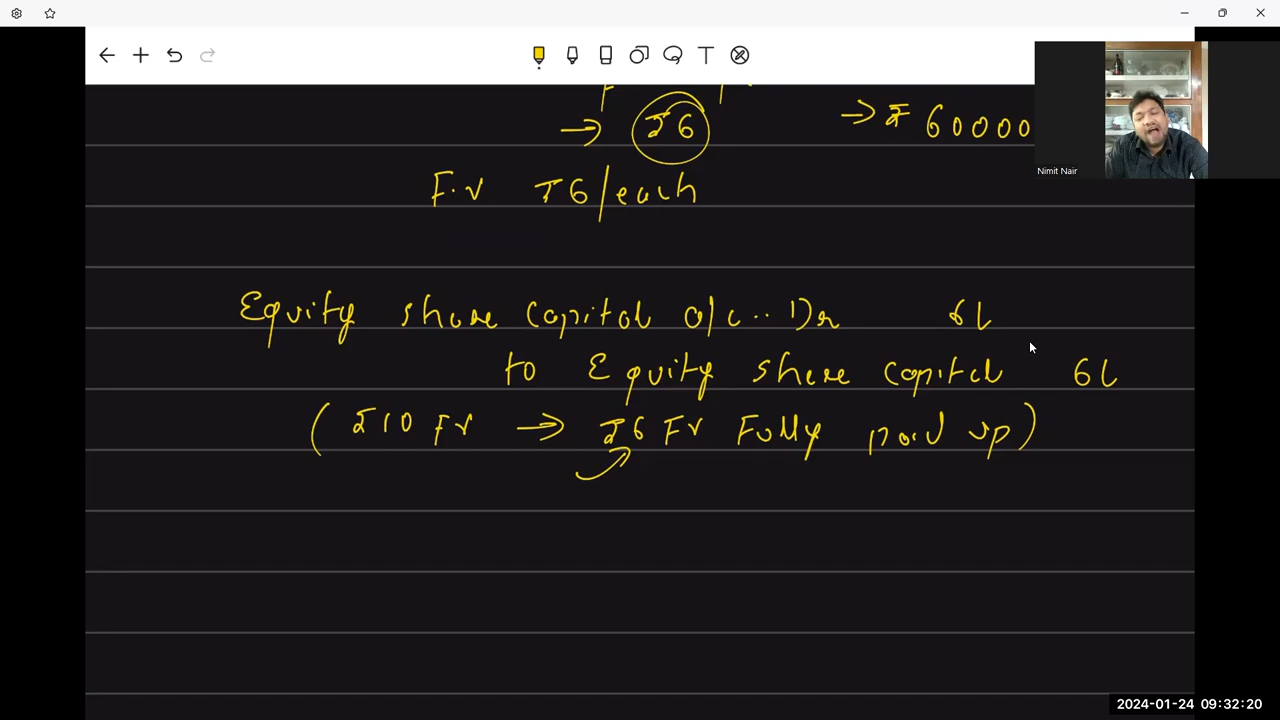 → ₹6 → ₹ 60000
Nimit Nair
F.V ₹6/each
Equity share capital a/c .. Dr 6L
to Equity share capital 6L
(₹10 FV → ₹6 FV Fully paid up)
2024-01-24 09:32:20